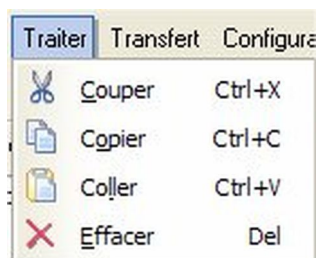 Traiter Transfert
Couper Ctrl+X
Copier Ctrl+C
Coller Ctrl+V
Effacer Del